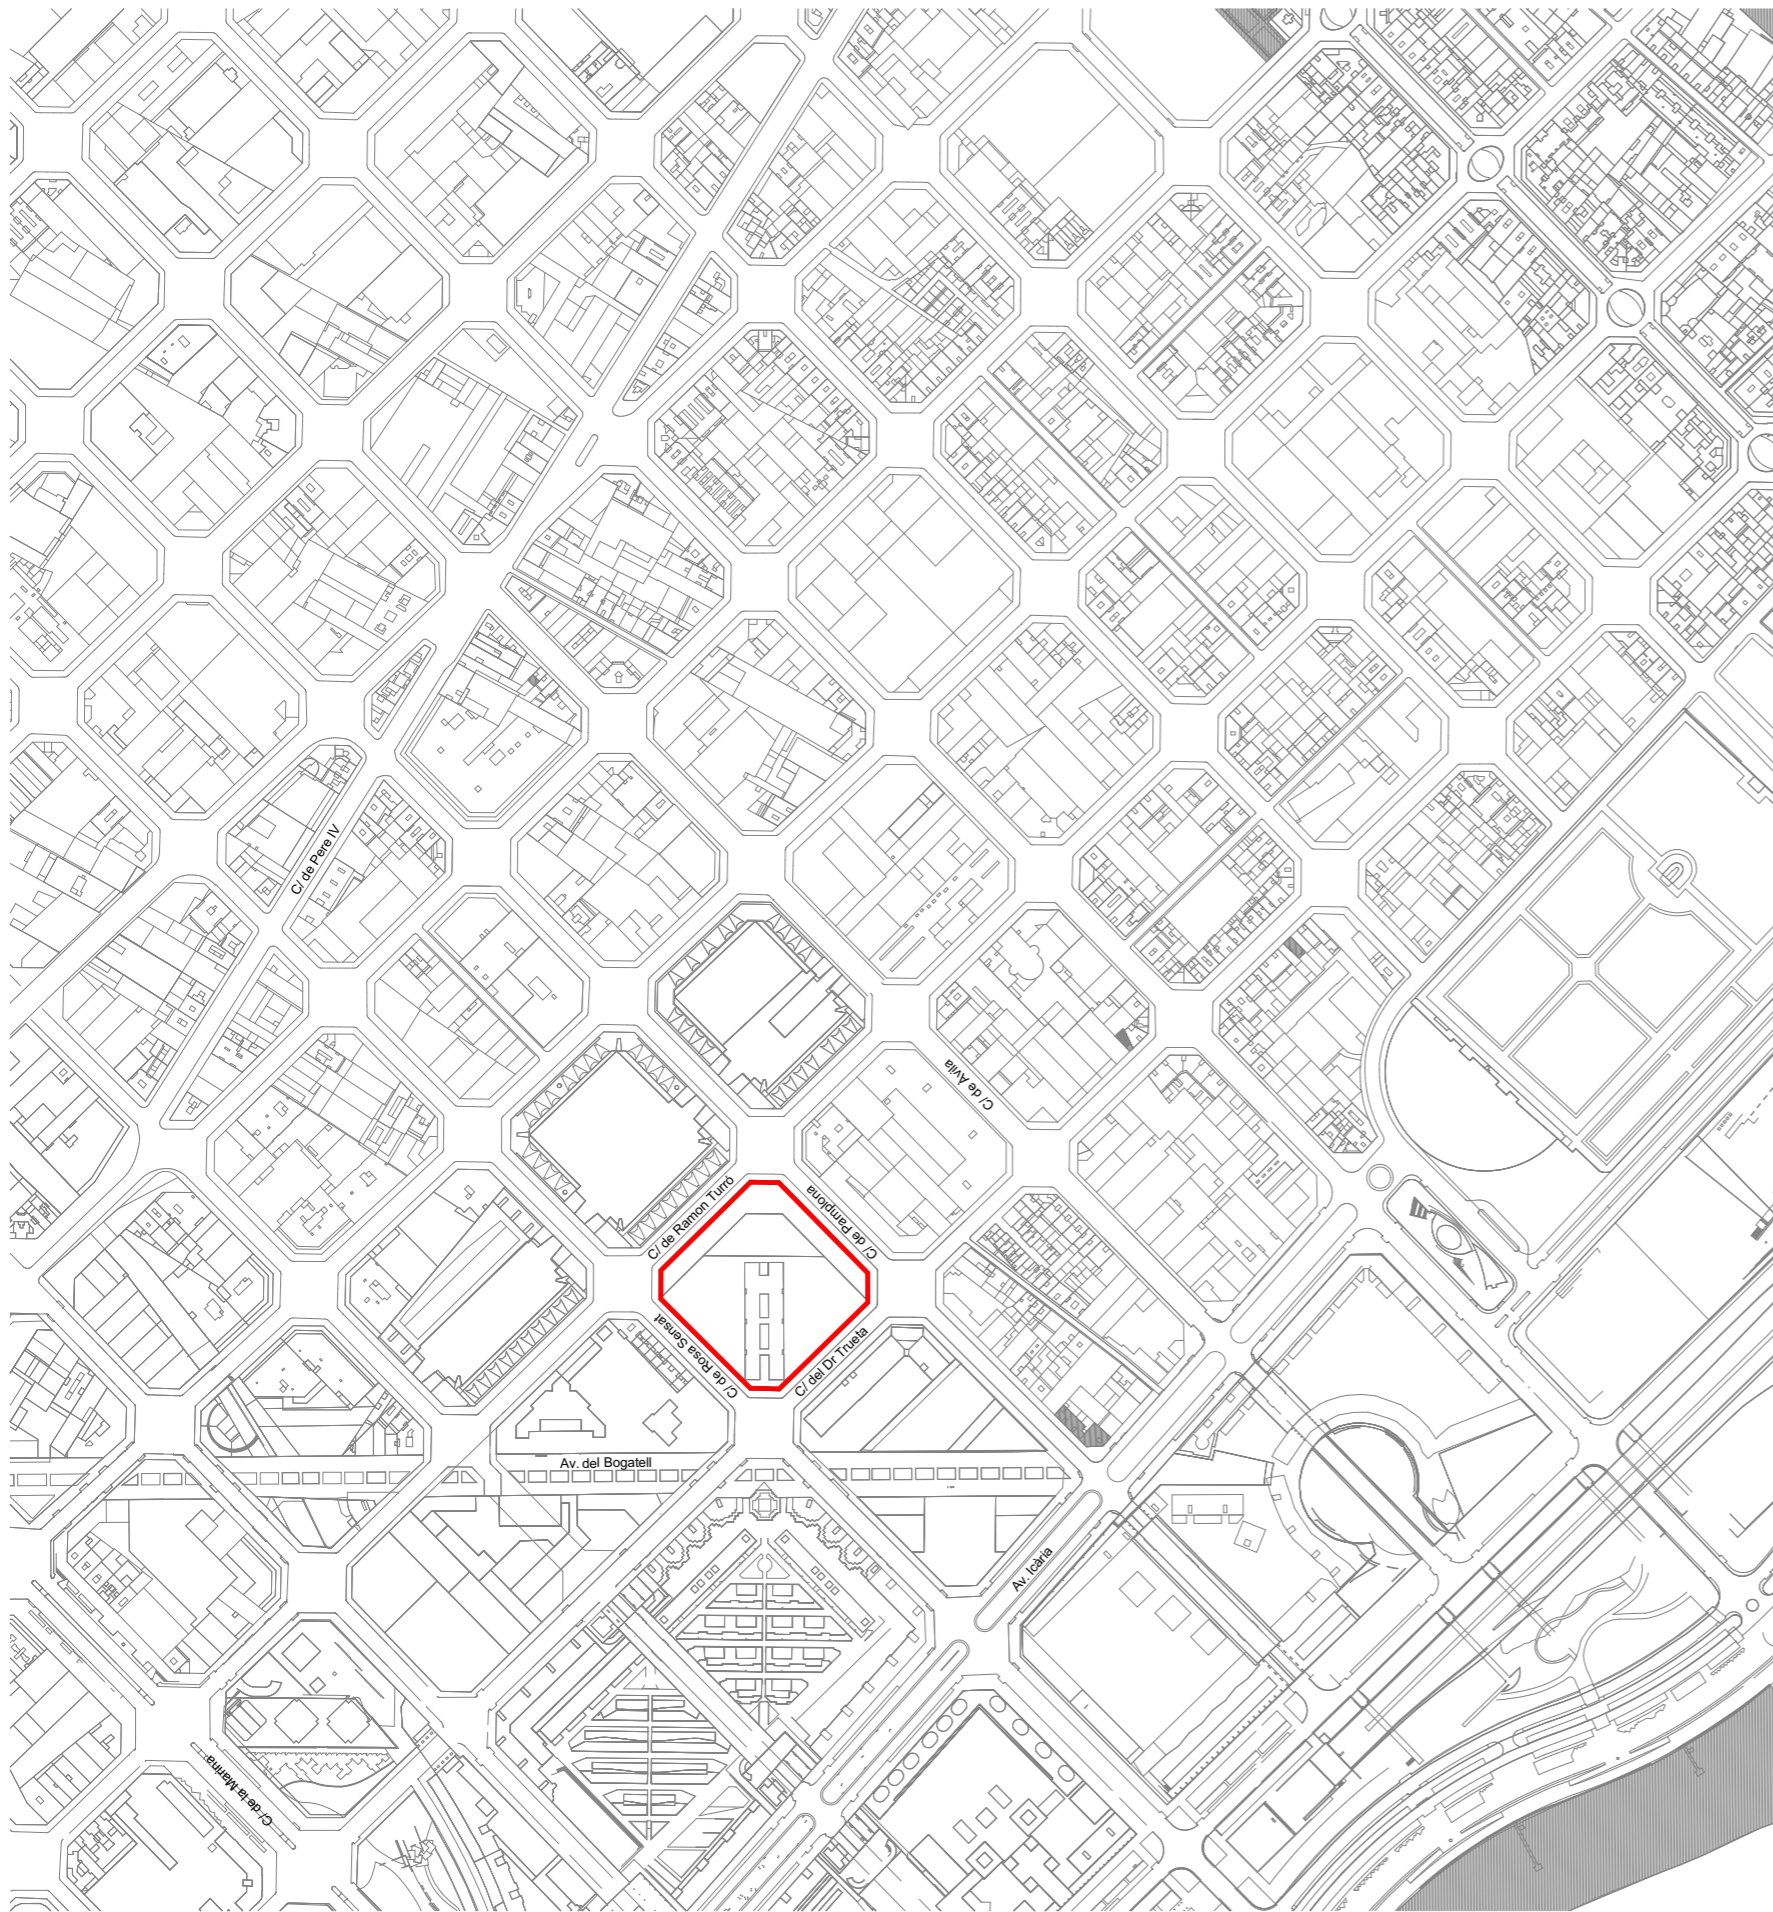 C/ de Pere IV
C/ de Avila
C/ de Ramon Turró
C/ de Pamplona
C/ de Rosa Sensat
C/ del Dr Trueta
Av. del Bogatell
Av. Icària
C/ de la Marina